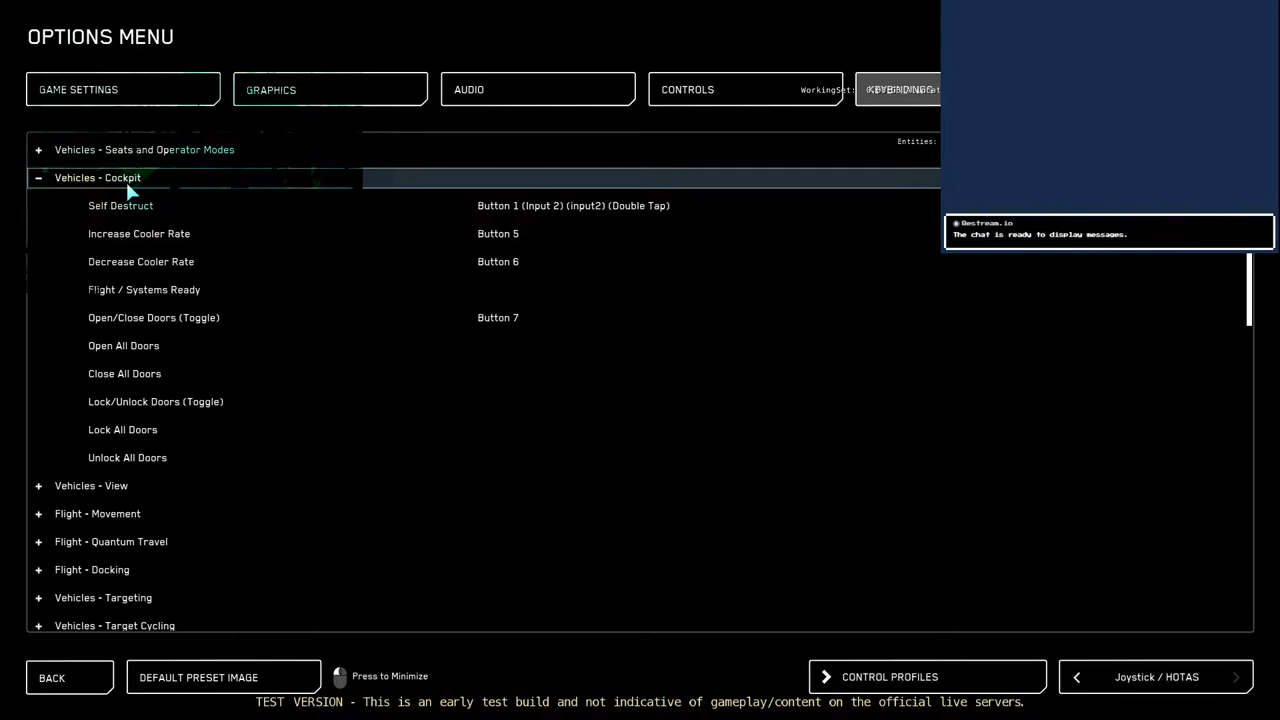 OPTIONS MENU
GAME SETTINGS
GRAPHICS
AUDIO
CONTROLS
WorkingSet:
KEYBINDINGS
Entities:
+ Vehicles - Seats and Operator Modes
- Vehicles - Cockpit
Self Destruct Button 1 (Input 2) (input2) (Double Tap)
Increase Cooler Rate Button 5
Decrease Cooler Rate Button 6
Flight / Systems Ready
Open/Close Doors (Toggle) Button 7
Open All Doors
Close All Doors
Lock/Unlock Doors (Toggle)
Lock All Doors
Unlock All Doors
+ Vehicles - View
+ Flight - Movement
+ Flight - Quantum Travel
+ Flight - Docking
+ Vehicles - Targeting
+ Vehicles - Target Cycling
Restream.io
The chat is ready to display messages.
BACK
DEFAULT PRESET IMAGE
Press to Minimize
CONTROL PROFILES
Joystick / HOTAS
TEST VERSION - This is an early test build and not indicative of gameplay/content on the official live servers.